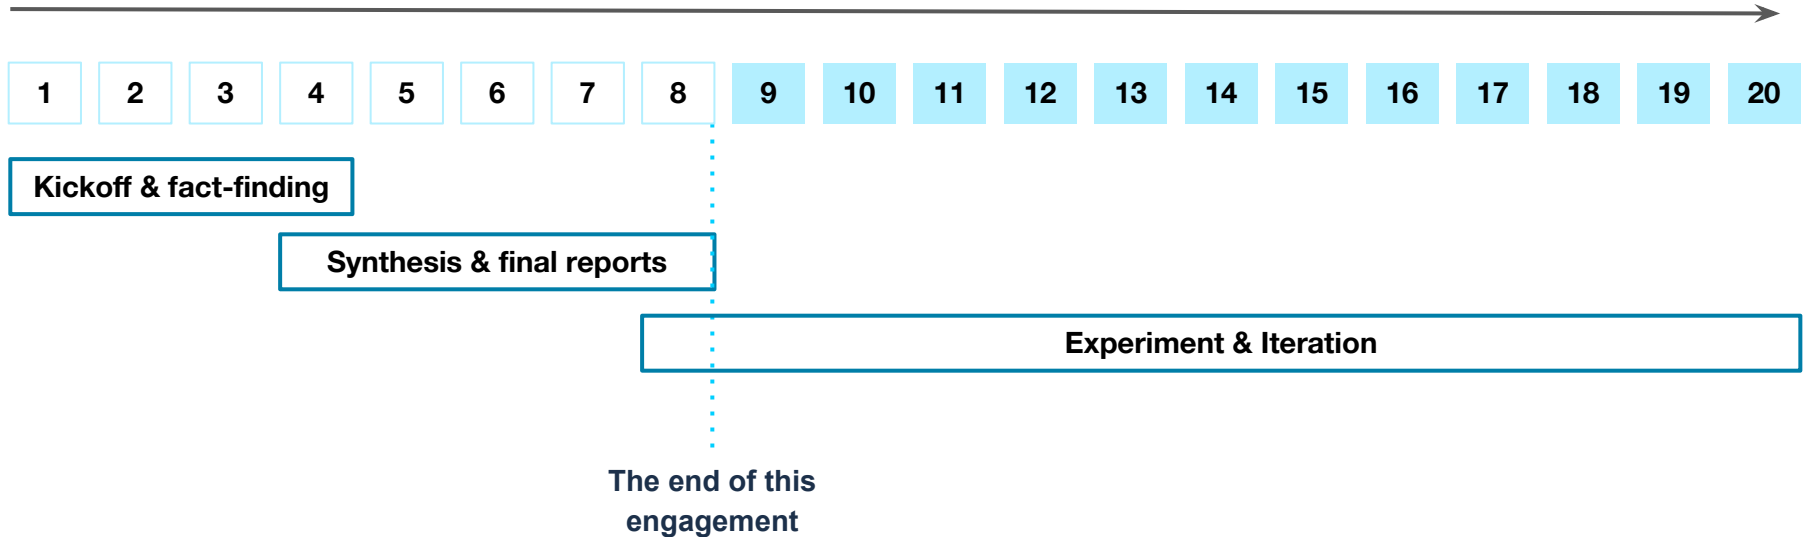 1 2 3 4 5 6 7 8 9 10 11 12 13 14 15 16 17 18 19 20
Kickoff & fact-finding
Synthesis & final reports
Experiment & Iteration
The end of this
engagement